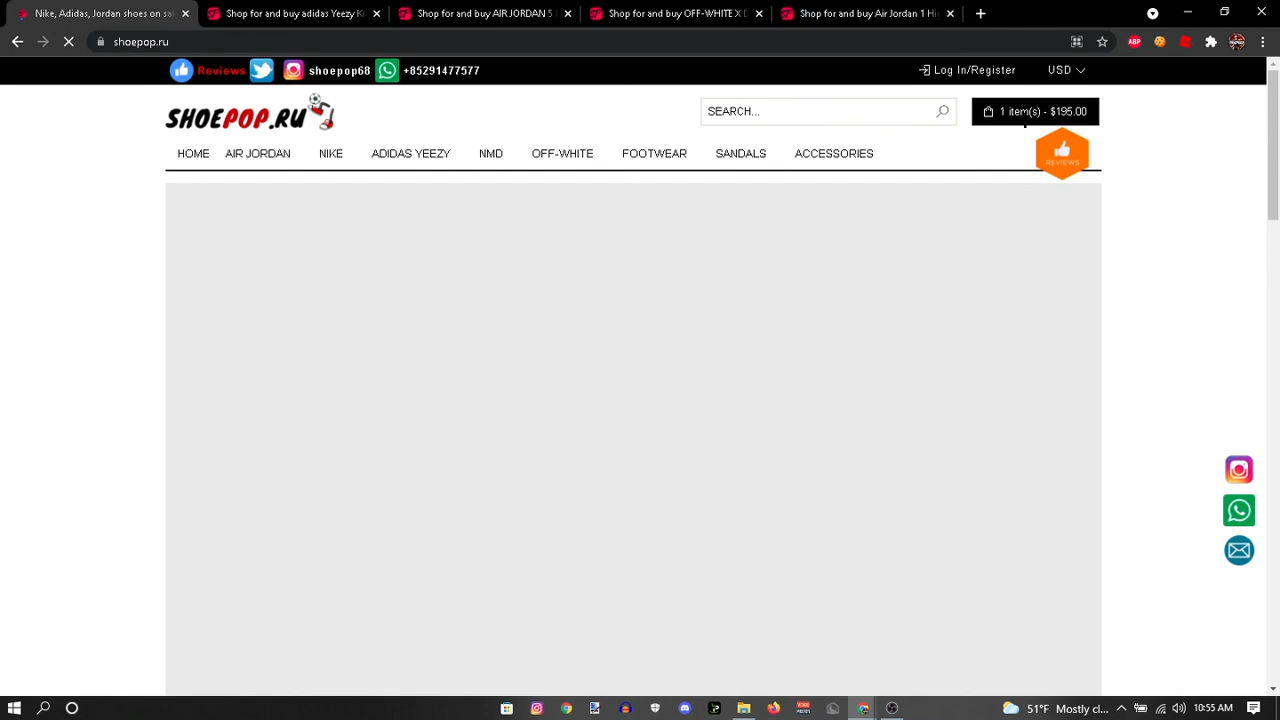 Nike, Adidas, Jordan shoes on sal
Shop for and buy adidas Yeezy K
Shop for and buy AIR JORDAN 5
Shop for and buy OFF-WHITE X D
Shop for and buy Air Jordan 1 Hi
shoepop.ru
ABP
Reviews
shoepop68
+85291477577
Log In/Register
USD
SHOEPOP.RU
SEARCH...
1 item(s) - $195.00
HOME
AIR JORDAN
NIKE
ADIDAS YEEZY
NMD
OFF-WHITE
FOOTWEAR
SANDALS
ACCESSORIES
REVIEWS
51°F Mostly cl...
10:55 AM